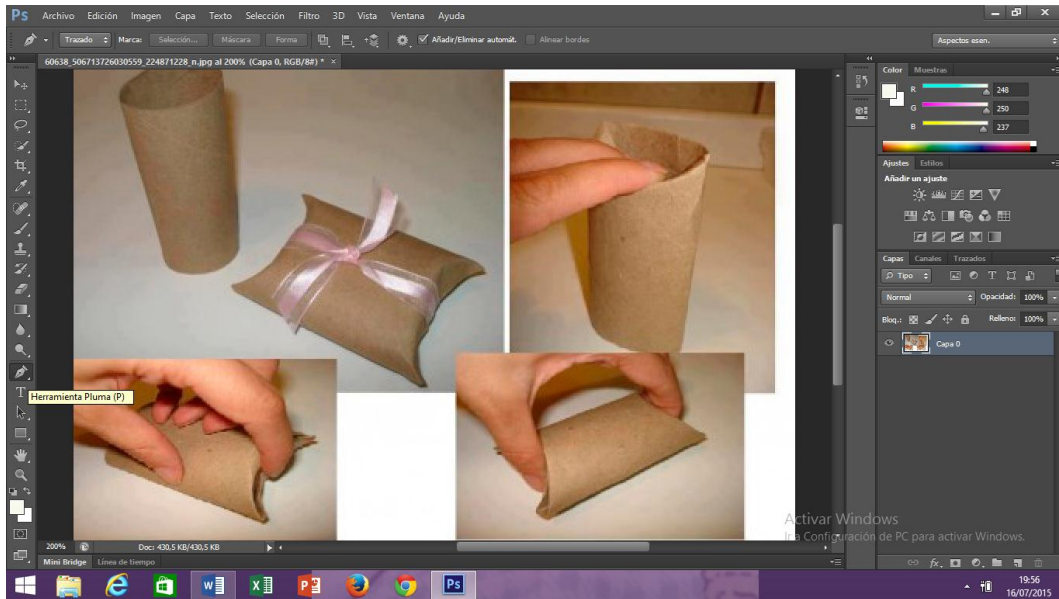 Ps Archivo Edición Imagen Capa Texto Selección Filtro 3D Vista Ventana Ayuda
Trazado Marca: Selección... Máscara Forma Añadir/Eliminar automát. Alinear bordes Aspectos esen.
60638_506713726030559_224871228_n.jpg al 200% (Capa 0, RGB/8#) * ×
Color Muestras
R 248
G 250
B 237
Ajustes Estilos
Añadir un ajuste
Capas Canales Trazados
Tipo
Normal Opacidad: 100%
Bloq.: Relleno: 100%
Capa 0
T
Herramienta Pluma (P)
Activar Windows
Ir a Configuración de PC para activar Windows.
200% Doc: 430,5 KB/430,5 KB
Mini Bridge Línea de tiempo
fx
Ps
19:56
16/07/2015